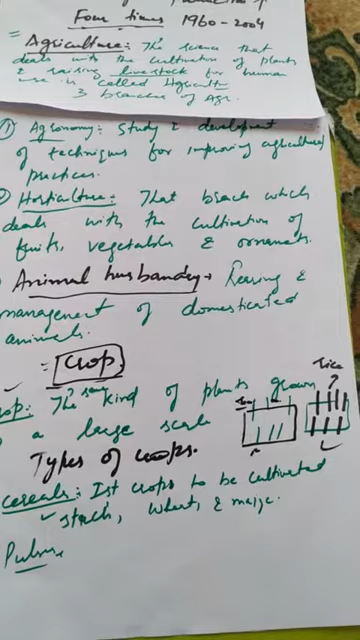 Four times 1960-2004
= Agriculture:- The science that
deals with the cultivation of plants
& raising livestock for human
use is called
3 branches of Agr.
① Agronomy:- Study & development
of techniques for improving agricultural
practices.
② Horticulture:- That branch which
deals with the cultivation of
fruits, vegetables & ornaments.
Animal husbandry → Rearing &
management of domesticated
animals.
= Crop
Rice
Crop: The same kind of plants grown
a large scale
Types of crops.
Cereals:- Ist crops to be cultivated
starch, wheat, & maize.